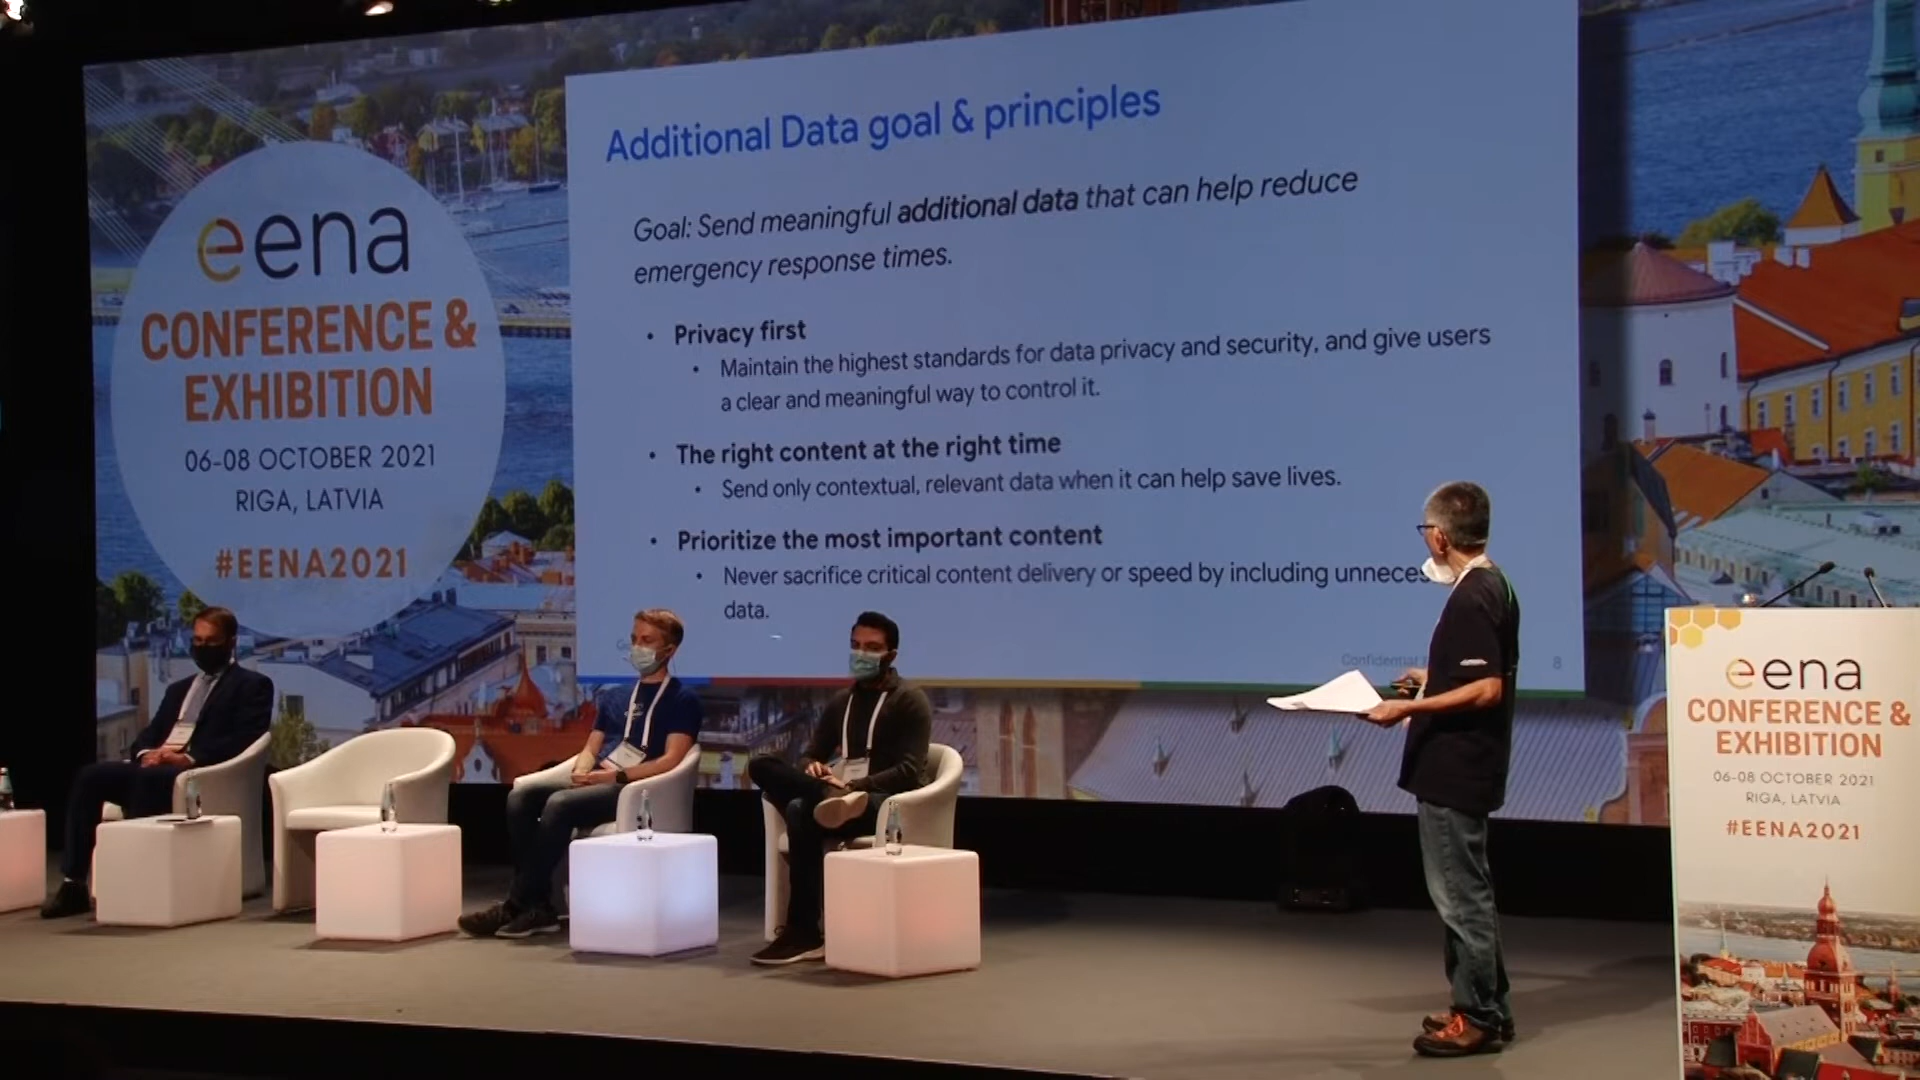 eena
CONFERENCE &
EXHIBITION
06-08 OCTOBER 2021
RIGA, LATVIA
#EENA2021
Additional Data goal & principles
Goal: Send meaningful additional data that can help reduce
emergency response times.
• Privacy first
• Maintain the highest standards for data privacy and security, and give users
a clear and meaningful way to control it.
• The right content at the right time
• Send only contextual, relevant data when it can help save lives.
• Prioritize the most important content
• Never sacrifice critical content delivery or speed by including unneces
data.
Confidential
8
eena
CONFERENCE &
EXHIBITION
06-08 OCTOBER 2021
RIGA, LATVIA
#EENA2021